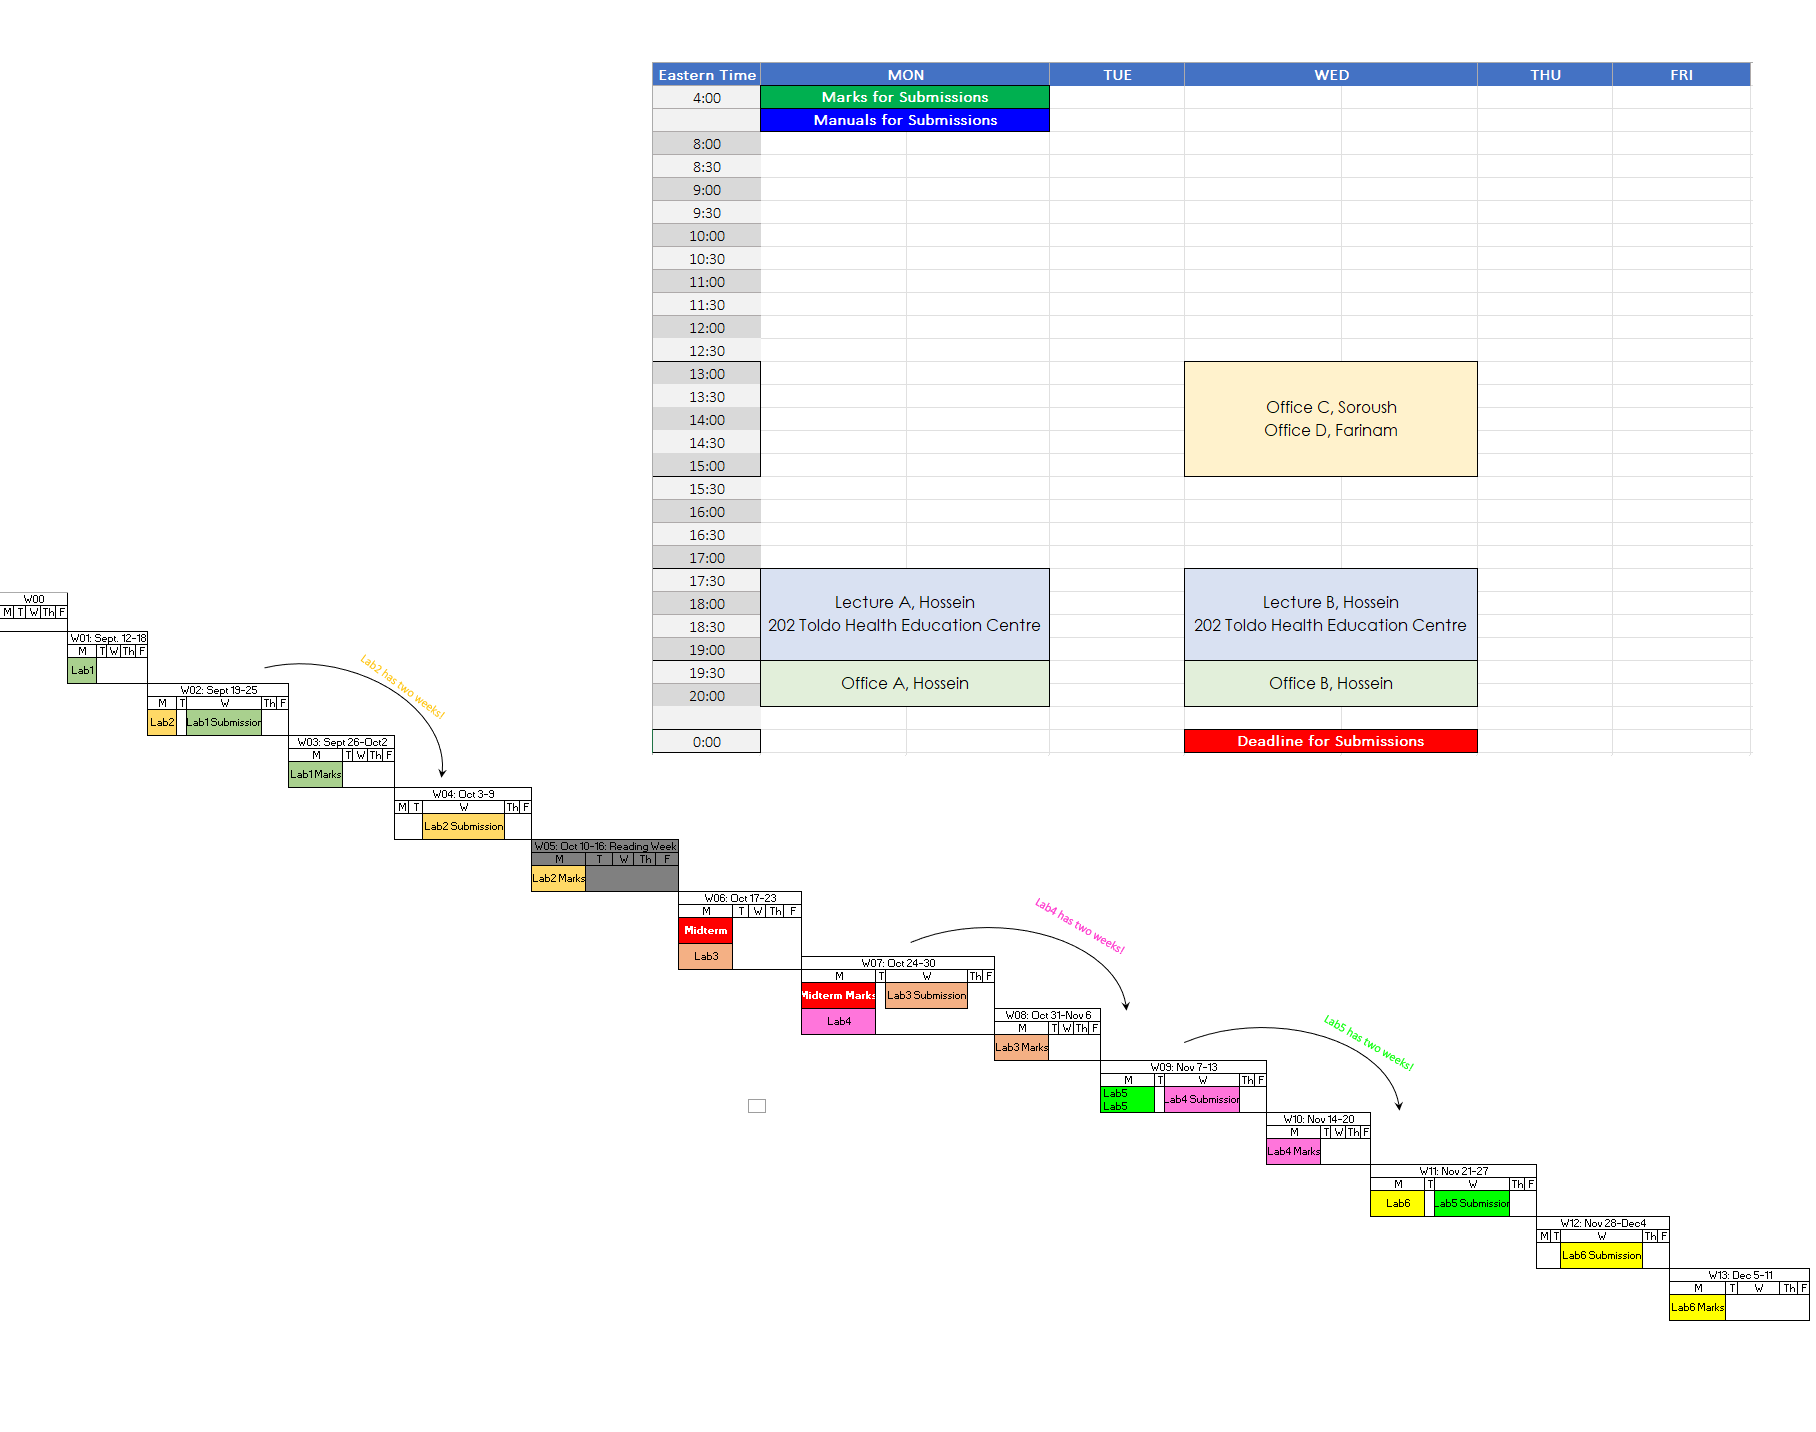 Eastern Time MON TUE WED THU FRI
4:00 Marks for Submissions
Manuals for Submissions
8:00
8:30
9:00
9:30
10:00
10:30
11:00
11:30
12:00
12:30
13:00
13:30
14:00
14:30
15:00
Office C, Soroush
Office D, Farinam
15:30
16:00
16:30
17:00
17:30
18:00
18:30
19:00
Lecture A, Hossein
202 Toldo Health Education Centre
Lecture B, Hossein
202 Toldo Health Education Centre
19:30
20:00
Office A, Hossein
Office B, Hossein
0:00 Deadline for Submissions
W00
M T W Th F
W01: Sept. 12-18
M T W Th F
Lab1
Lab2 has two weeks!
W02: Sept 19-25
M T W Th F
Lab2 Lab1 Submission
W03: Sept 26-Oct2
M T W Th F
Lab1 Marks
W04: Oct 3-9
M T W Th F
Lab2 Submission
W05: Oct 10-16: Reading Week
M T W Th F
Lab2 Marks
W06: Oct 17-23
M T W Th F
Midterm
Lab3
Lab4 has two weeks!
W07: Oct 24-30
M T W Th F
Midterm Marks Lab3 Submission
Lab4
W08: Oct 31-Nov 6
M T W Th F
Lab3 Marks
Lab5 has two weeks!
W09: Nov 7-13
M T W Th F
Lab5
Lab5
Lab4 Submission
W10: Nov 14-20
M T W Th F
Lab4 Marks
W11: Nov 21-27
M T W Th F
Lab6 Lab5 Submission
W12: Nov 28-Dec4
M T W Th F
Lab6 Submission
W13: Dec 5-11
M T W Th F
Lab6 Marks